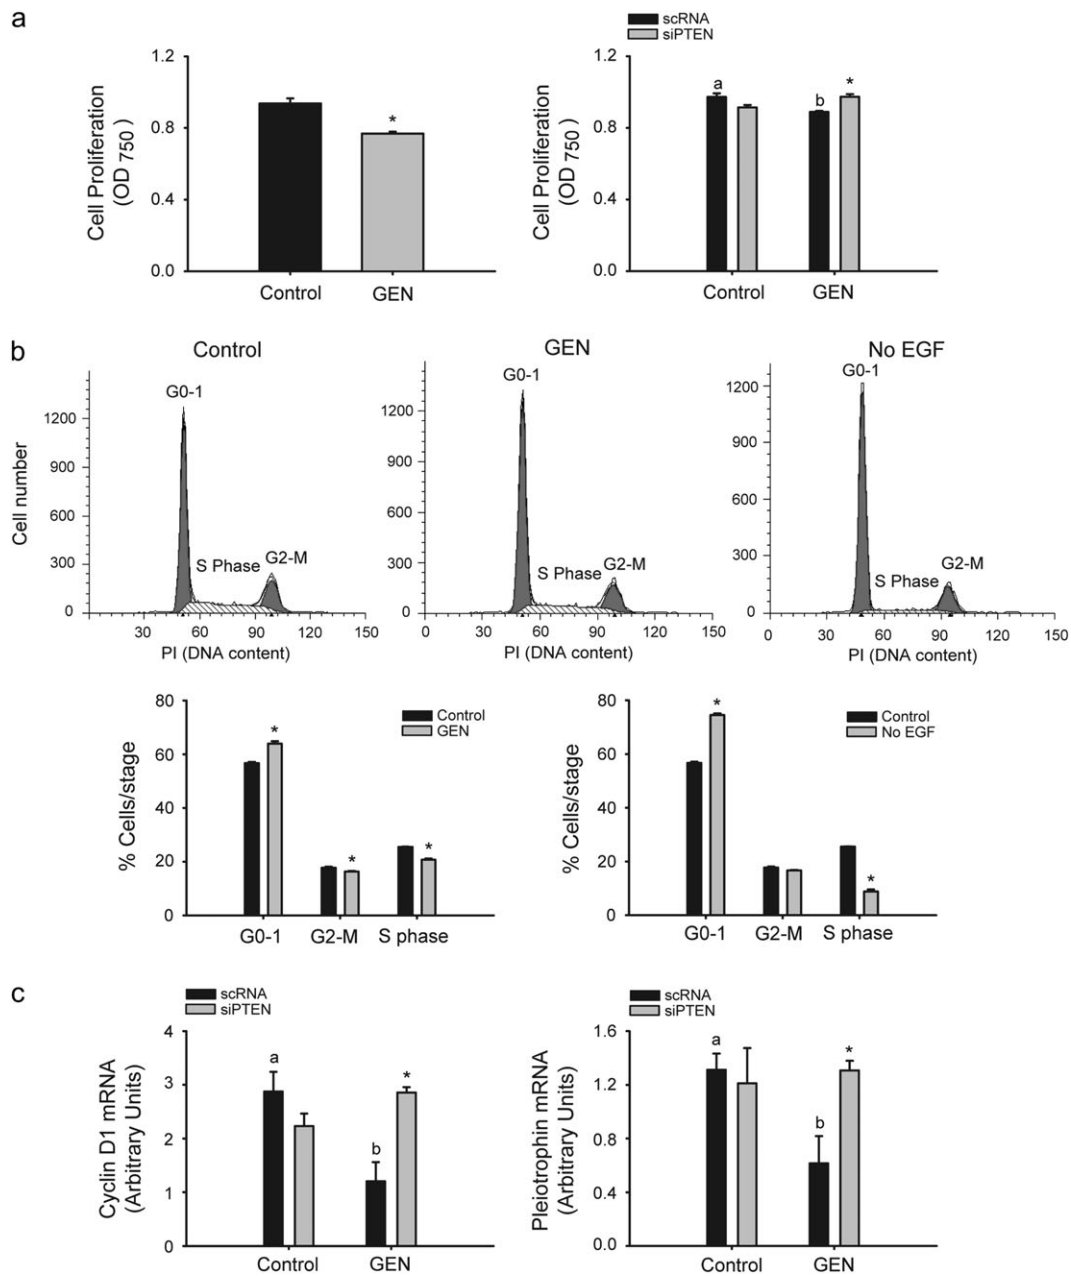 a
1.2
0.8
0.4
0.0
Cell Proliferation
(OD 750)
*
Control
GEN
scRNA
siPTEN
1.2
0.8
0.4
0.0
Cell Proliferation
(OD 750)
a
b
*
Control
GEN
b
Control
GEN
No EGF
Cell number
1200
900
600
300
0
G0-1
S Phase
G2-M
30
60
90
120
150
PI (DNA content)
1200
900
600
300
0
G0-1
S Phase
G2-M
0
30
60
90
120
150
PI (DNA content)
1200
900
600
300
0
G0-1
S Phase
G2-M
0
30
60
90
120
150
PI (DNA content)
80
60
40
20
0
% Cells/stage
Control
GEN
*
*
*
G0-1
G2-M
S phase
80
60
40
20
0
% Cells/stage
Control
No EGF
*
*
G0-1
G2-M
S phase
c
scRNA
siPTEN
4
3
2
1
0
Cyclin D1 mRNA
(Arbitrary Units)
a
b
*
Control
GEN
scRNA
siPTEN
1.6
1.2
0.8
0.4
0.0
Pleiotrophin mRNA
(Arbitrary Units)
a
b
*
Control
GEN